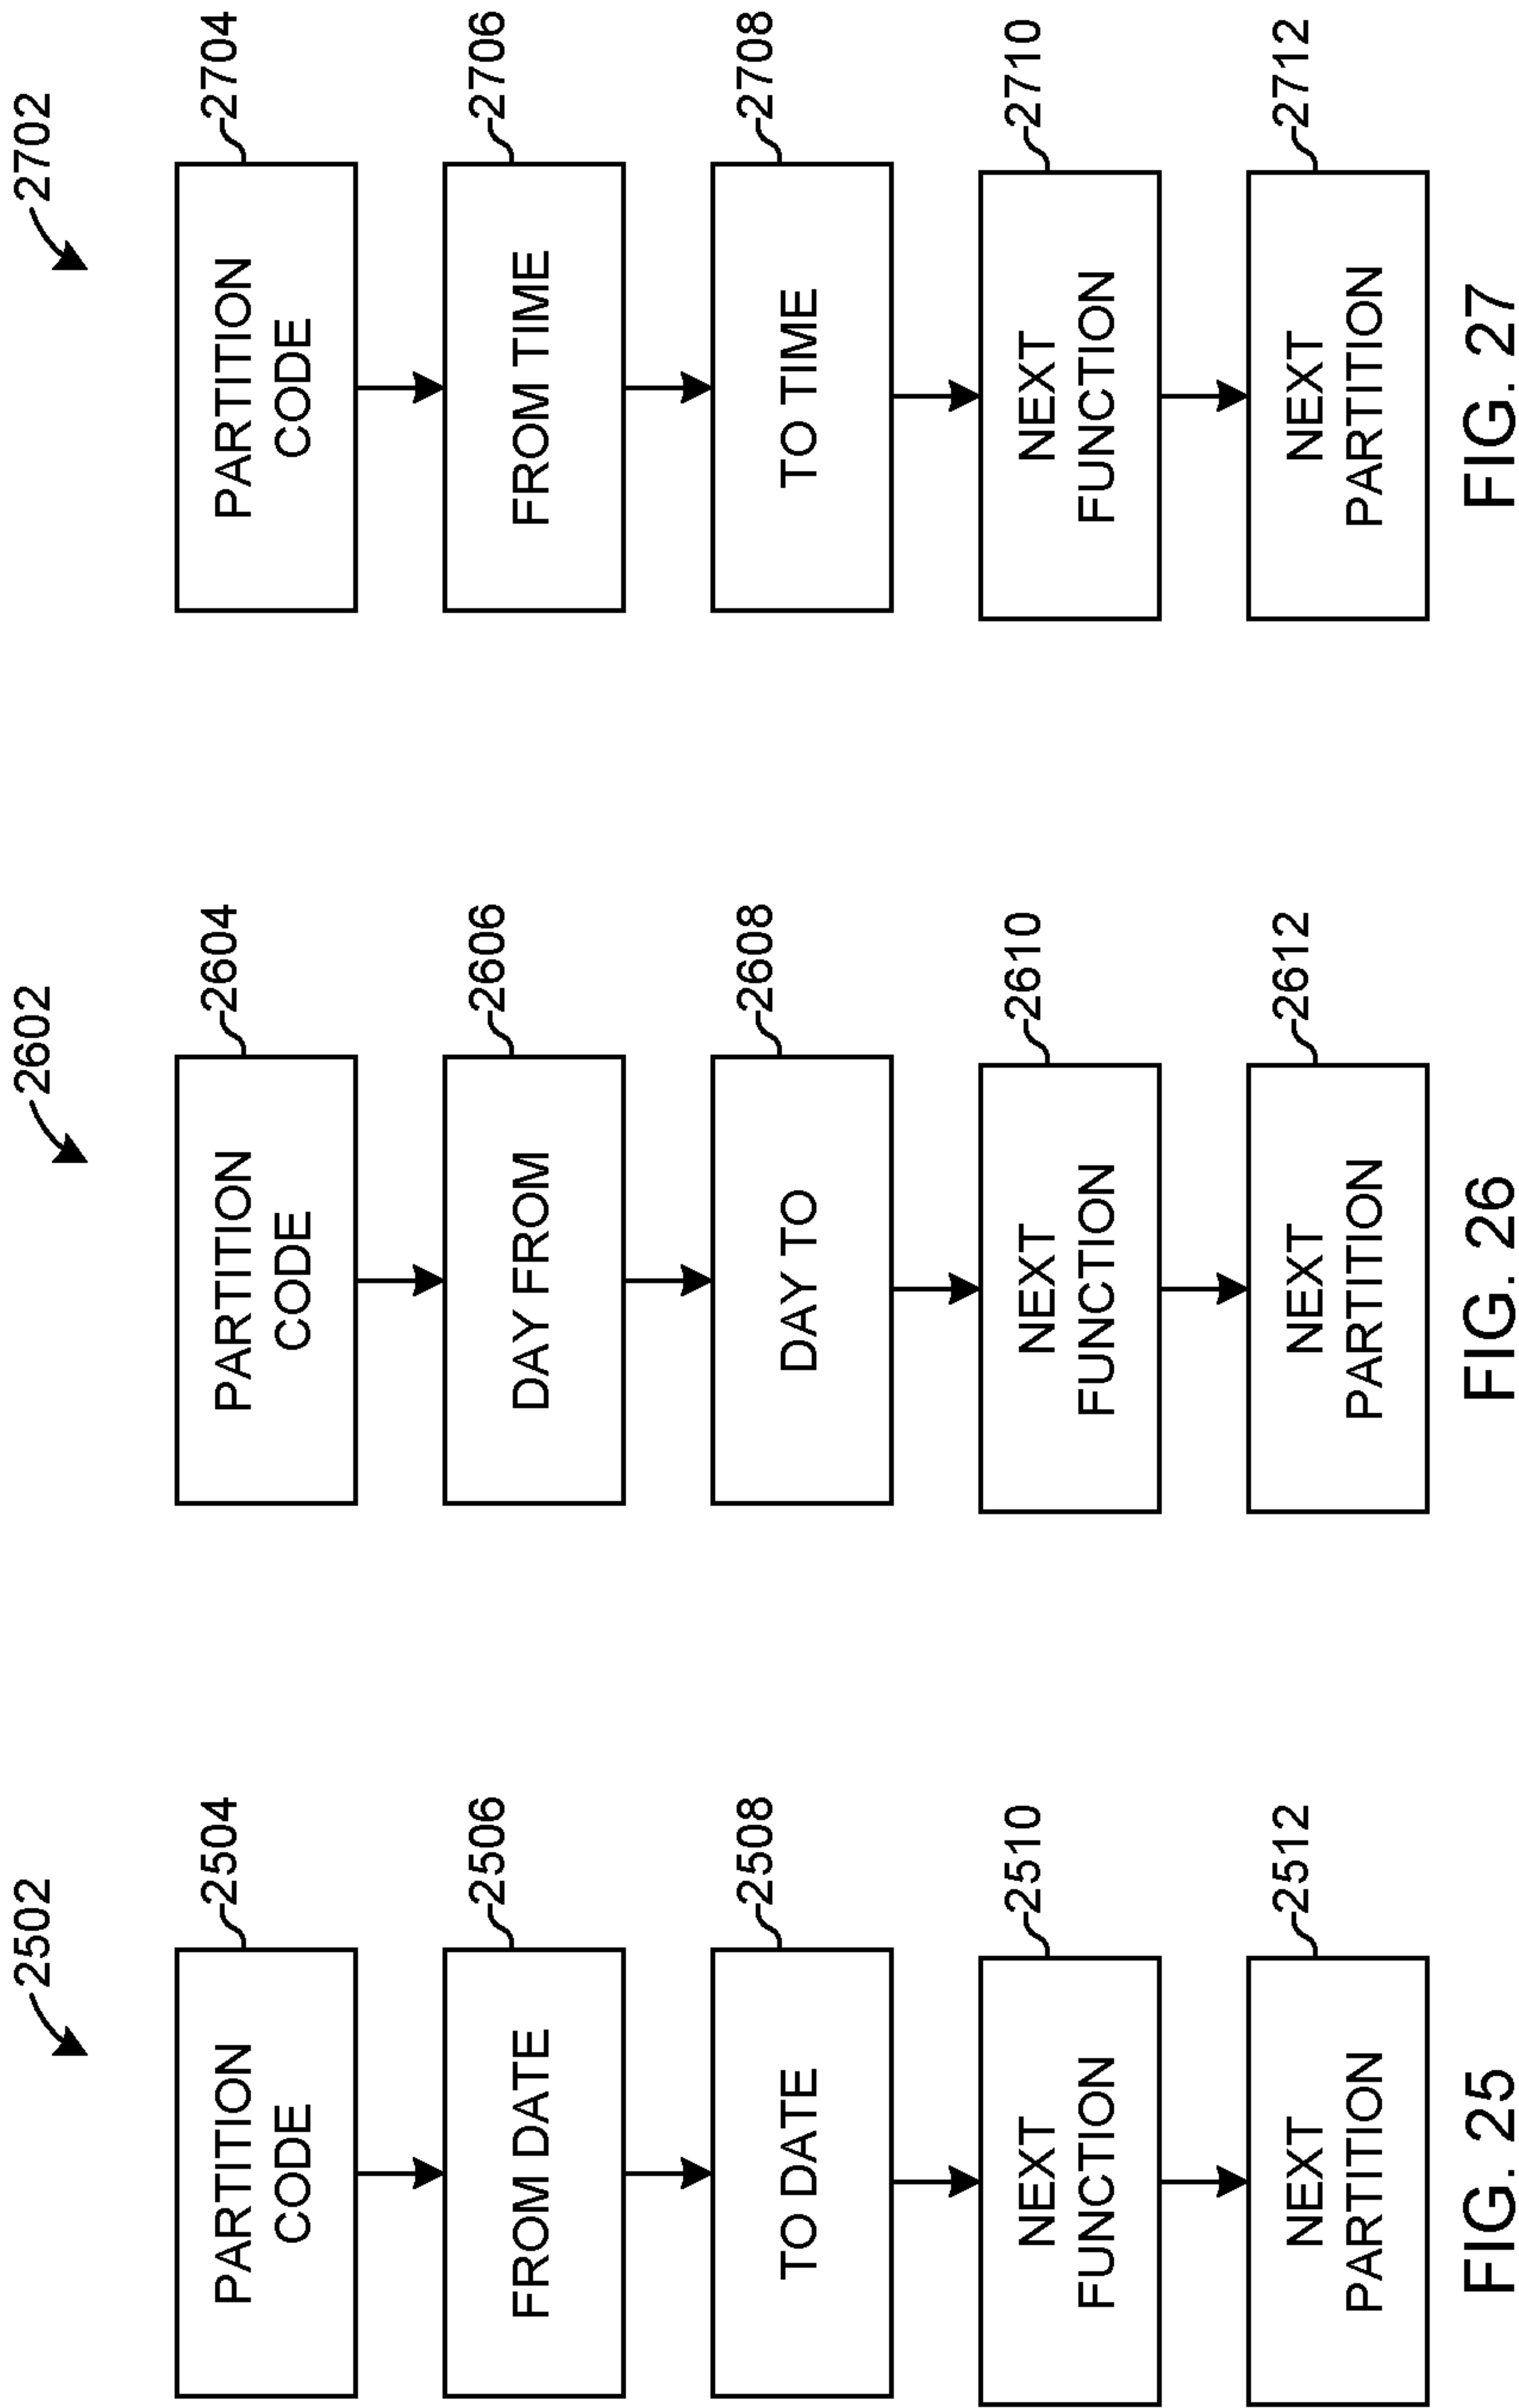 2502
PARTITION
CODE
2504
FROM DATE
2506
TO DATE
2508
NEXT
FUNCTION
2510
NEXT
PARTITION
2512
FIG. 25
2602
PARTITION
CODE
2604
DAY FROM
2606
DAY TO
2608
NEXT
FUNCTION
2610
NEXT
PARTITION
2612
FIG. 26
2702
PARTITION
CODE
2704
FROM TIME
2706
TO TIME
2708
NEXT
FUNCTION
2710
NEXT
PARTITION
2712
FIG. 27